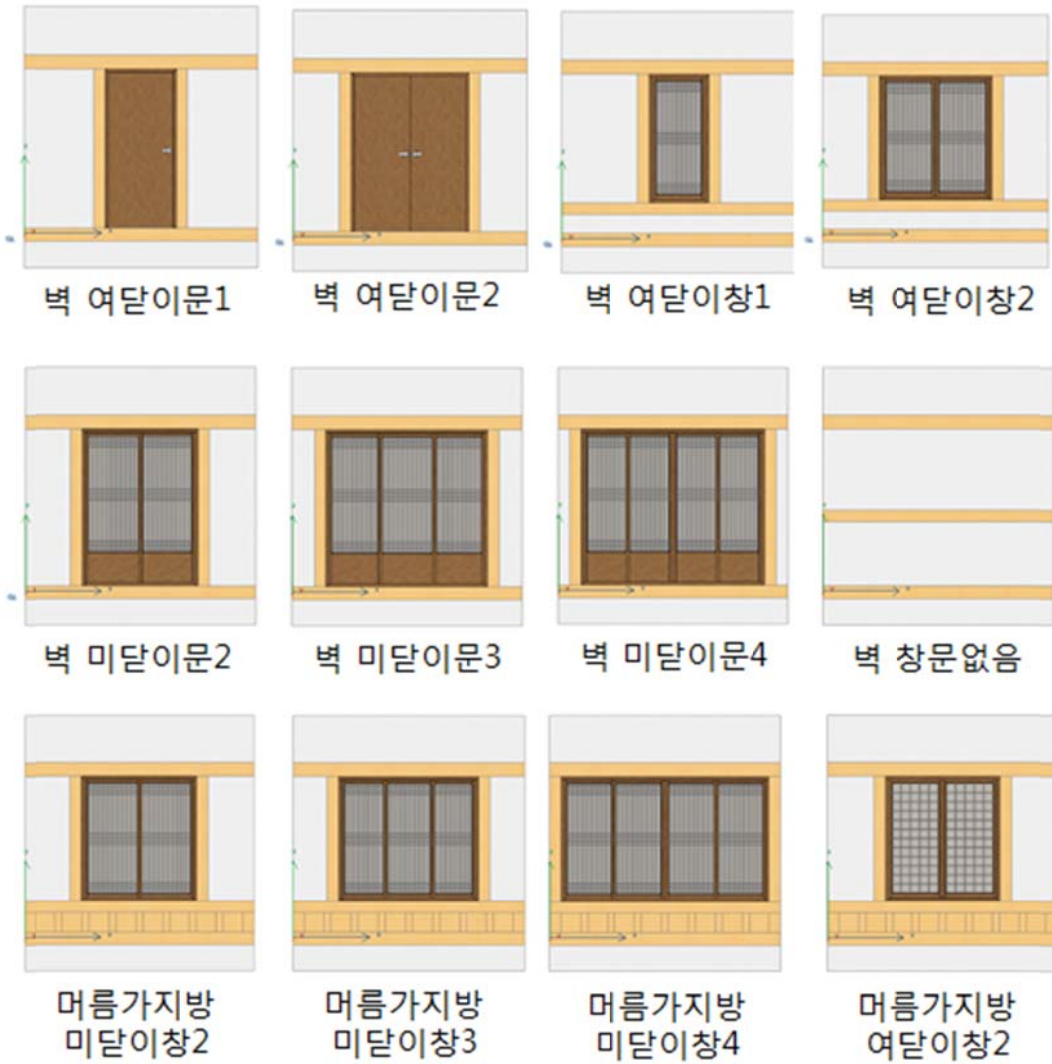 벽 여닫이문1
벽 여닫이문2
벽 여닫이창1
벽 여닫이창2
벽 미닫이문2
벽 미닫이문3
벽 미닫이문4
벽 창문없음
머름가지방
미닫이창2
머름가지방
미닫이창3
머름가지방
미닫이창4
머름가지방
여닫이창2